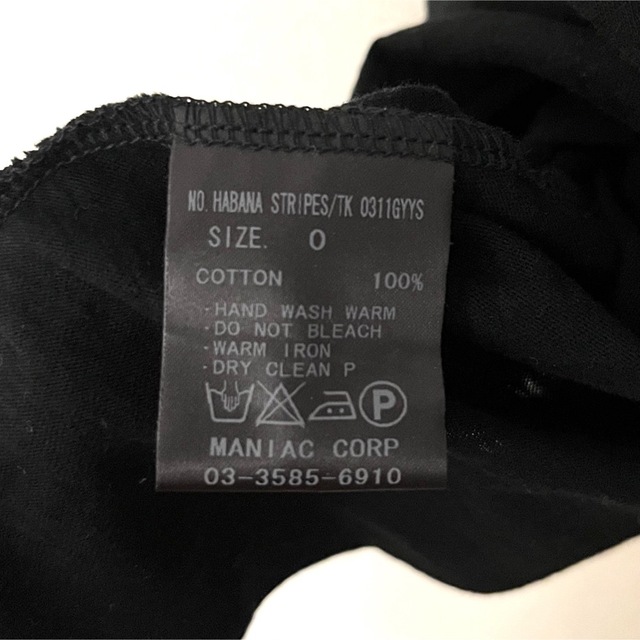 NO. HABANA STRIPES/TK 0311GYYS
SIZE. 0
COTTON 100%
·HAND WASH WARM
·DO NOT BLEACH
·WARM IRON
·DRY CLEAN P
P
MANIAC CORP
03-3585-6910